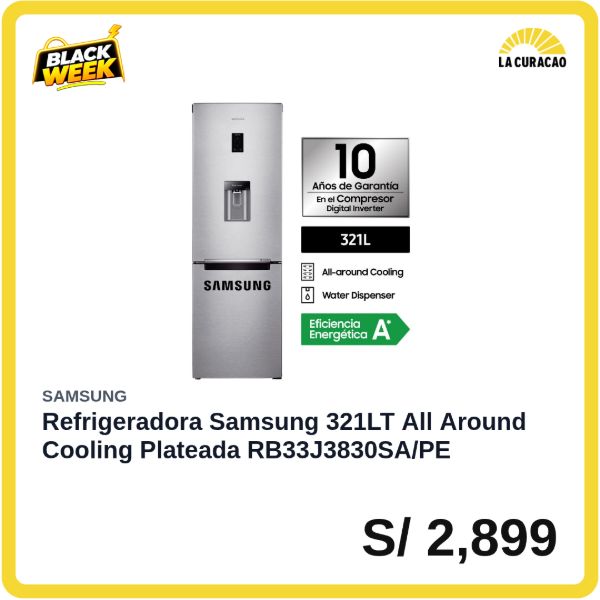 BLACK
WEEK
LA CURACAO
10
Años de Garantía
En el Compresor
Digital Inverter
321L
All-around Cooling
Water Dispenser
SAMSUNG
Eficiencia
Energética A*
SAMSUNG
Refrigeradora Samsung 321LT All Around
Cooling Plateada RB33J3830SA/PE
S/ 2,899